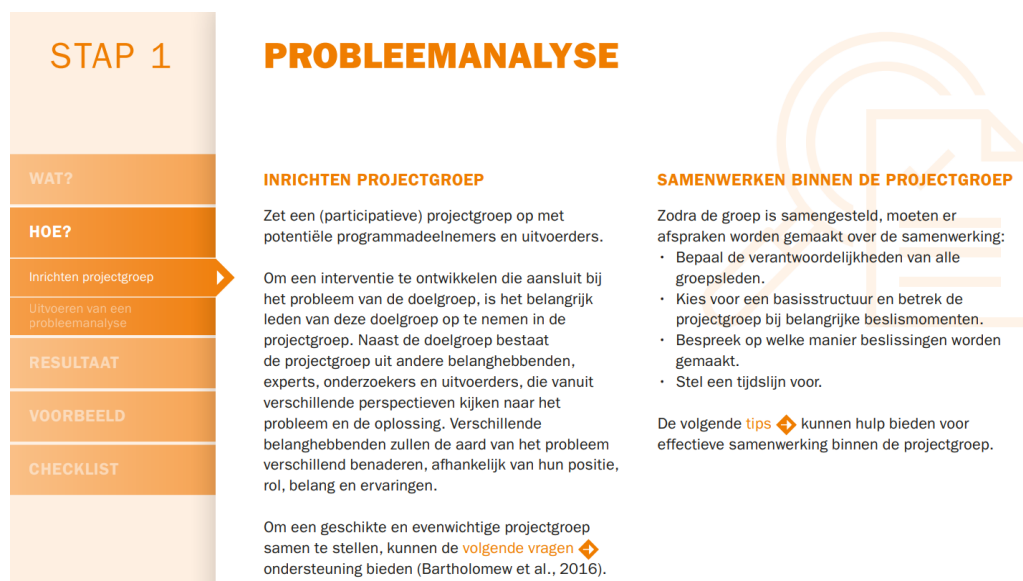 STAP 1
PROBLEEMANALYSE
WAT?
HOE?
Inrichten projectgroep
Uitvoeren van een
probleemanalyse
RESULTAAT
VOORBEELD
CHECKLIST
INRICHTEN PROJECTGROEP
Zet een (participatieve) projectgroep op met
potentiële programmadeelnemers en uitvoerders.
Om een interventie te ontwikkelen die aansluit bij
het probleem van de doelgroep, is het belangrijk
leden van deze doelgroep op te nemen in de
projectgroep. Naast de doelgroep bestaat
de projectgroep uit andere belanghebbenden,
experts, onderzoekers en uitvoerders, die vanuit
verschillende perspectieven kijken naar het
probleem en de oplossing. Verschillende
belanghebbenden zullen de aard van het probleem
verschillend benaderen, afhankelijk van hun positie,
rol, belang en ervaringen.
Om een geschikte en evenwichtige projectgroep
samen te stellen, kunnen de volgende vragen
ondersteuning bieden (Bartholomew et al., 2016).
SAMENWERKEN BINNEN DE PROJECTGROEP
Zodra de groep is samengesteld, moeten er
afspraken worden gemaakt over de samenwerking:
• Bepaal de verantwoordelijkheden van alle
groepsleden.
• Kies voor een basisstructuur en betrek de
projectgroep bij belangrijke beslismomenten.
• Bespreek op welke manier beslissingen worden
gemaakt.
• Stel een tijdslijn voor.
De volgende tips kunnen hulp bieden voor
effectieve samenwerking binnen de projectgroep.